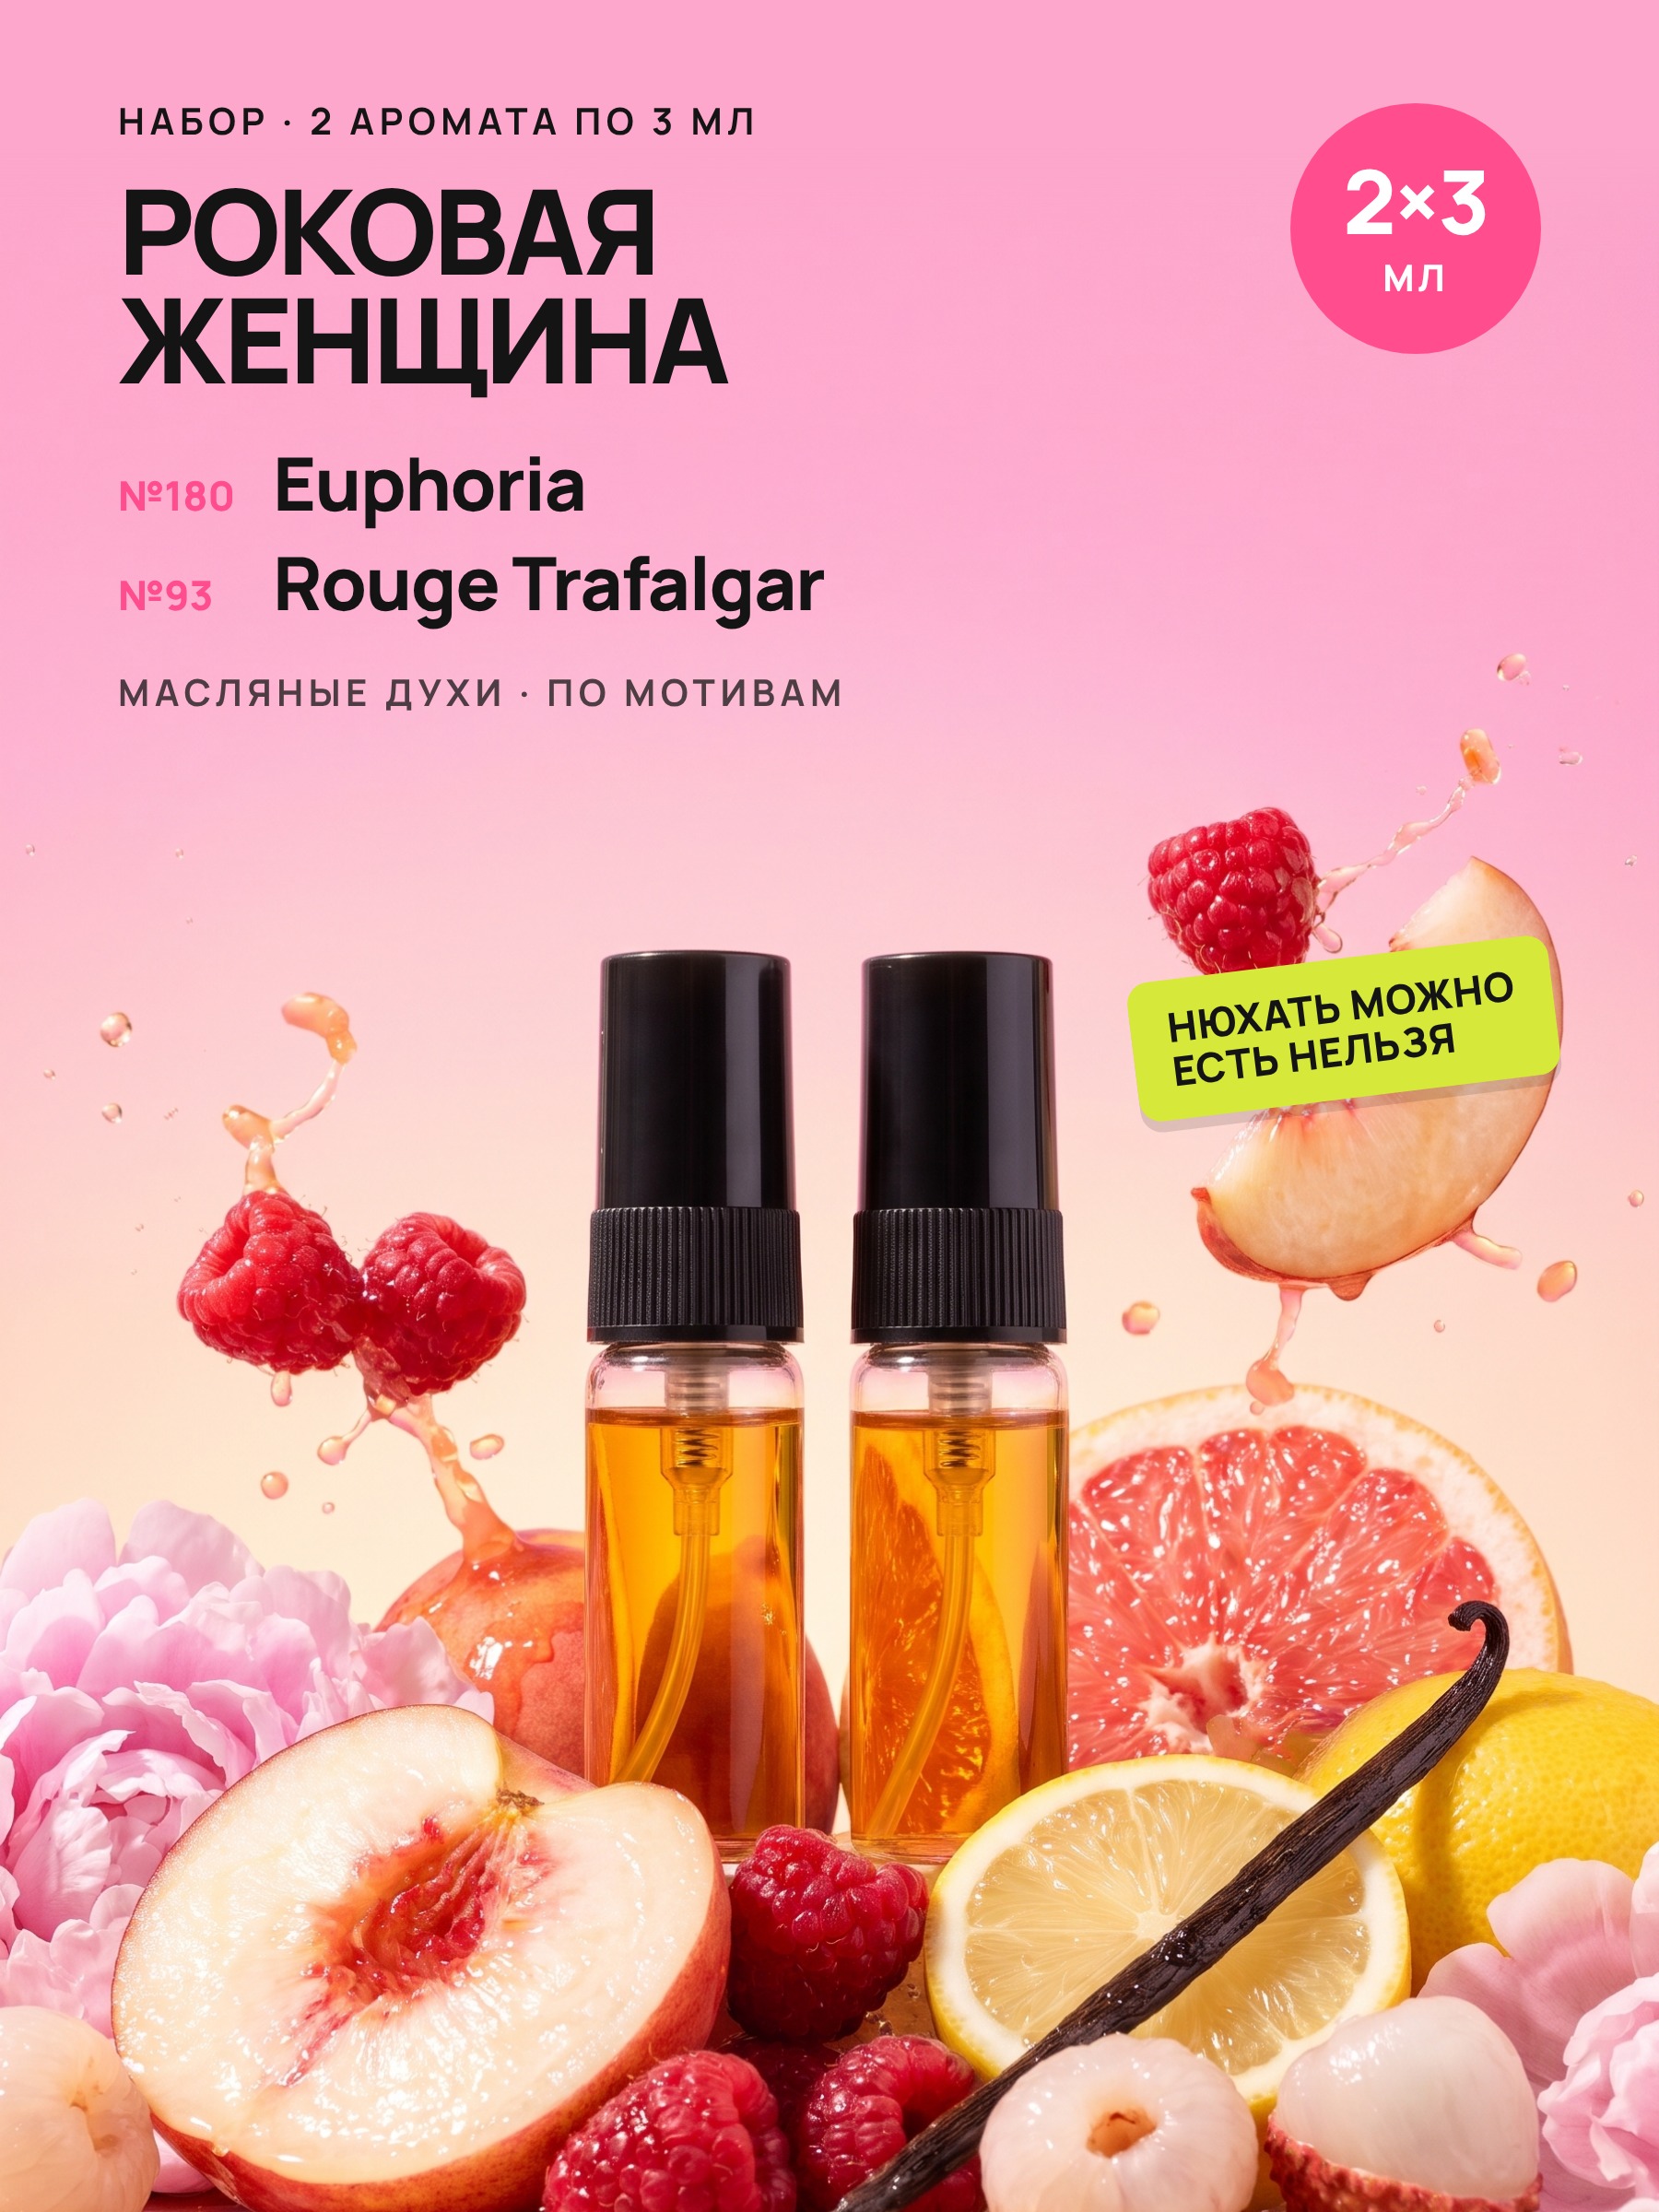 НАБОР · 2 АРОМАТА ПО 3 МЛ
РОКОВАЯ
ЖЕНЩИНА
№180 Euphoria
№93 Rouge Trafalgar
МАСЛЯНЫЕ ДУХИ · ПО МОТИВАМ
2×3
МЛ
НЮХАТЬ МОЖНО
ЕСТЬ НЕЛЬЗЯ